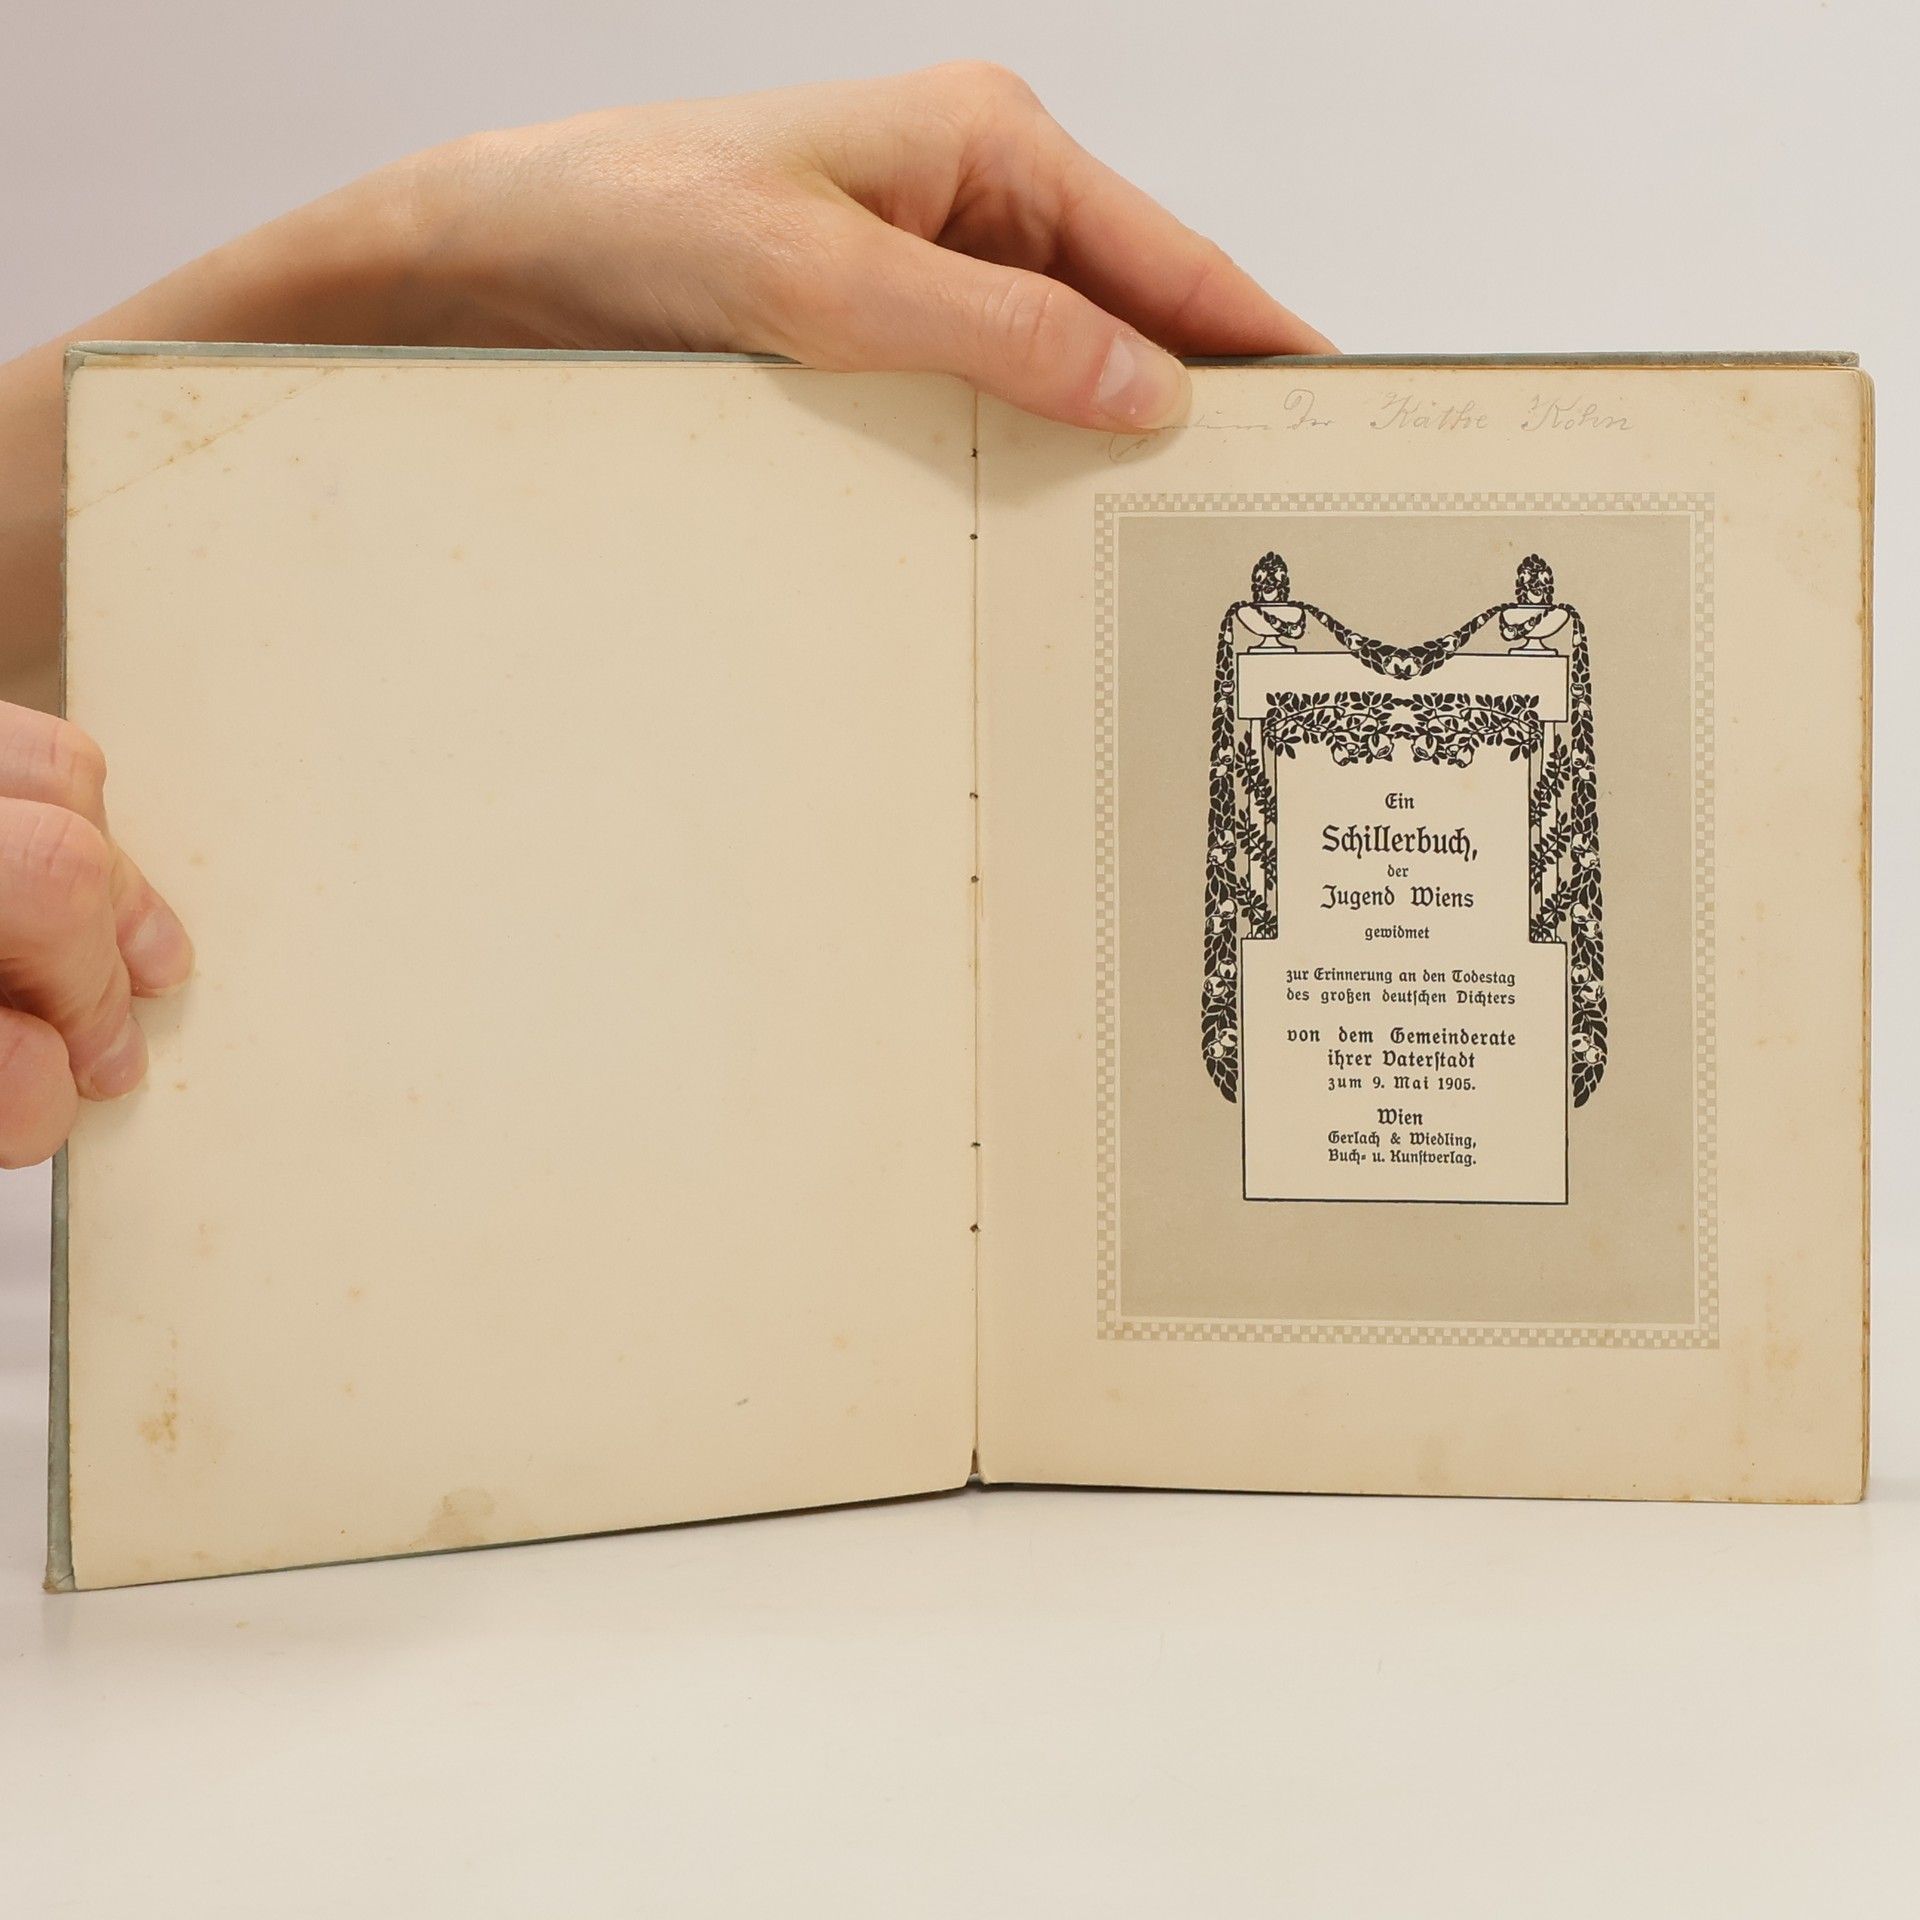 der Käthe Kohn
Ein
Schillerbuch,
der
Jugend Wiens
gewidmet
zur Erinnerung an den Todestag
des großen deutſchen Dichters
von dem Gemeinderate
ihrer Vaterſtadt
zum 9. Mai 1905.
Wien
Gerlach & Wiedling,
Buch- u. Kunſtverlag.